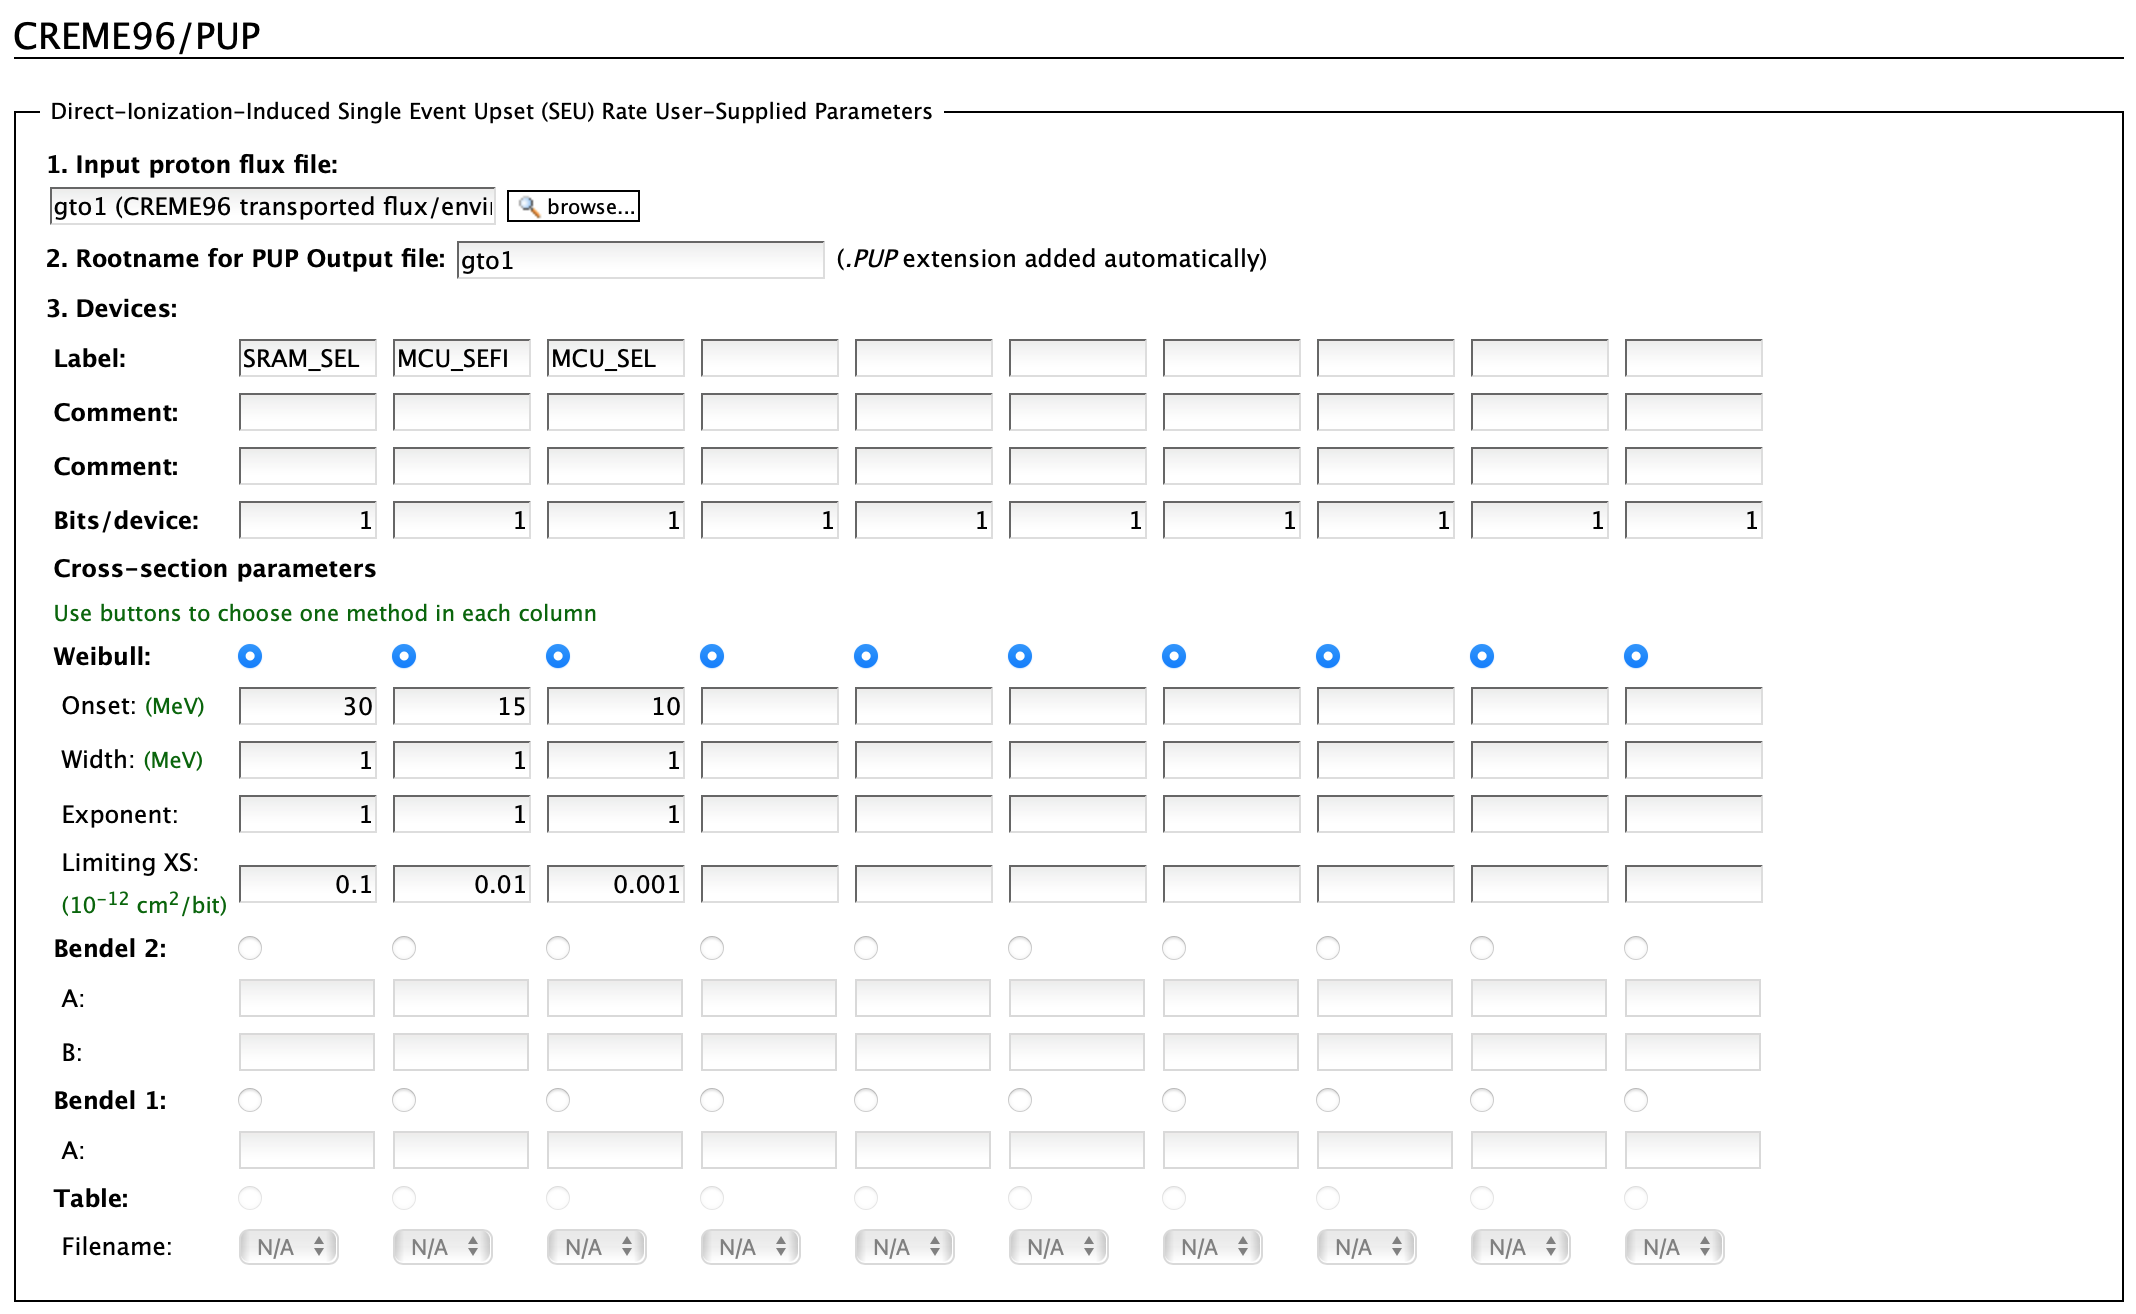 CREME96/PUP
Direct-Ionization-Induced Single Event Upset (SEU) Rate User-Supplied Parameters
1. Input proton flux file:
gto1 (CREME96 transported flux/envi browse...
2. Rootname for PUP Output file: gto1 (.PUP extension added automatically)
3. Devices:
Label: SRAM_SEL MCU_SEFI MCU_SEL
Comment:
Comment:
Bits/device: 1 1 1 1 1 1 1 1 1 1
Cross-section parameters
Use buttons to choose one method in each column
Weibull:
Onset: (MeV) 30 15 10
Width: (MeV) 1 1 1
Exponent: 1 1 1
Limiting XS:
(10⁻¹² cm²/bit) 0.1 0.01 0.001
Bendel 2:
A:
B:
Bendel 1:
A:
Table:
Filename: N/A N/A N/A N/A N/A N/A N/A N/A N/A N/A